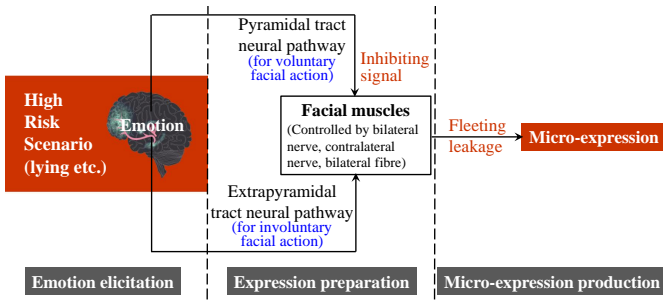 Pyramidal tract
neural pathway
(for voluntary
facial action)
Inhibiting
signal
High
Risk
Scenario
(lying etc.)
Emotion
Facial muscles
(Controlled by bilateral
nerve, contralateral
nerve, bilateral fibre)
Fleeting
leakage
Micro-expression
Extrapyramidal
tract neural pathway
(for involuntary
facial action)
Emotion elicitation
Expression preparation
Micro-expression production